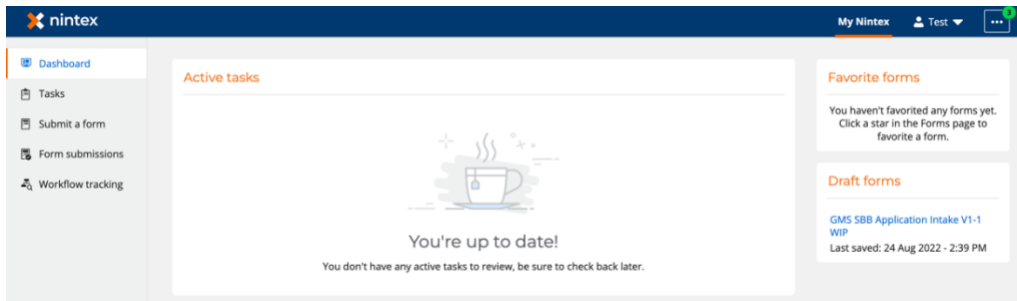 nintex
My Nintex
Test
3
Dashboard
Tasks
Submit a form
Form submissions
Workflow tracking
Active tasks
You're up to date!
You don't have any active tasks to review, be sure to check back later.
Favorite forms
You haven't favorited any forms yet.
Click a star in the Forms page to
favorite a form.
Draft forms
GMS SBB Application Intake V1-1
WIP
Last saved: 24 Aug 2022 - 2:39 PM